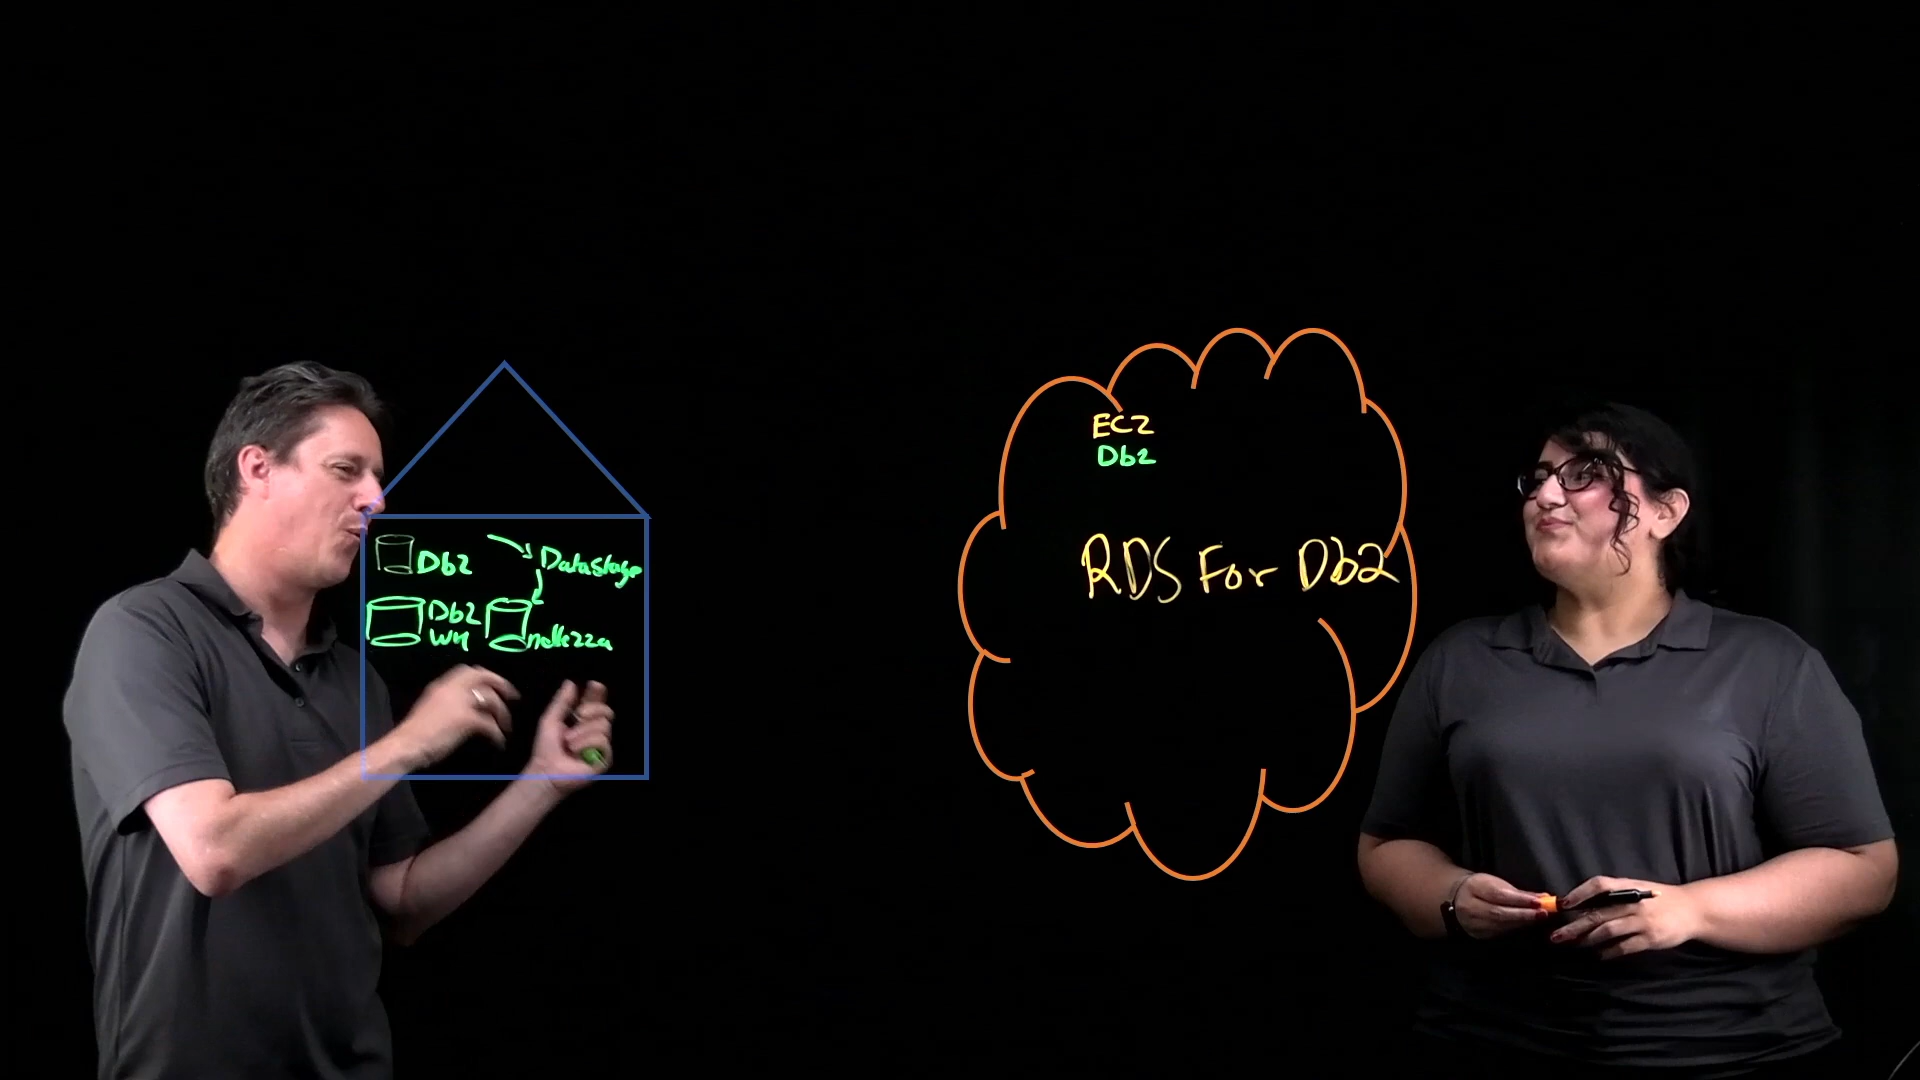 Db2
Datastage
Db2
WH
netezza
EC2
Db2
RDS For Db2